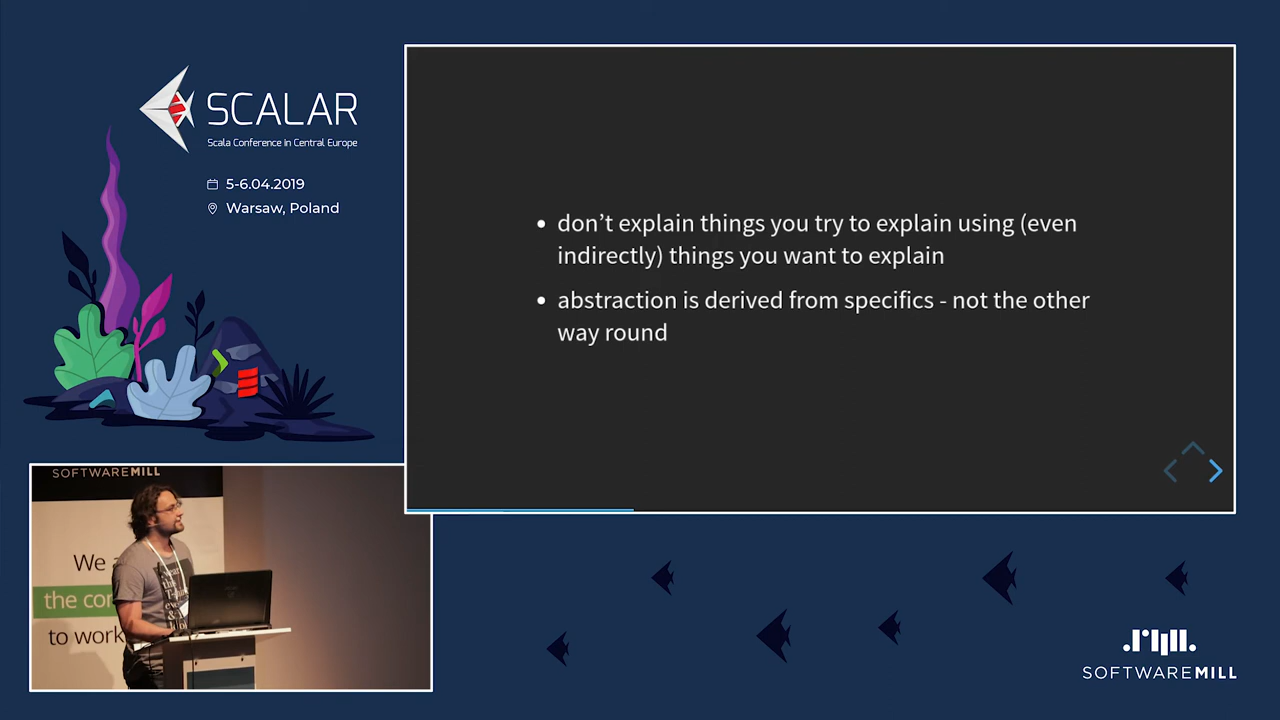 SCALAR
Scala Conference in Central Europe
5-6.04.2019
Warsaw, Poland
• don’t explain things you try to explain using (even
indirectly) things you want to explain
• abstraction is derived from specifics - not the other
way round
SOFTWAREMILL
We
the
to work
SOFTWAREMILL